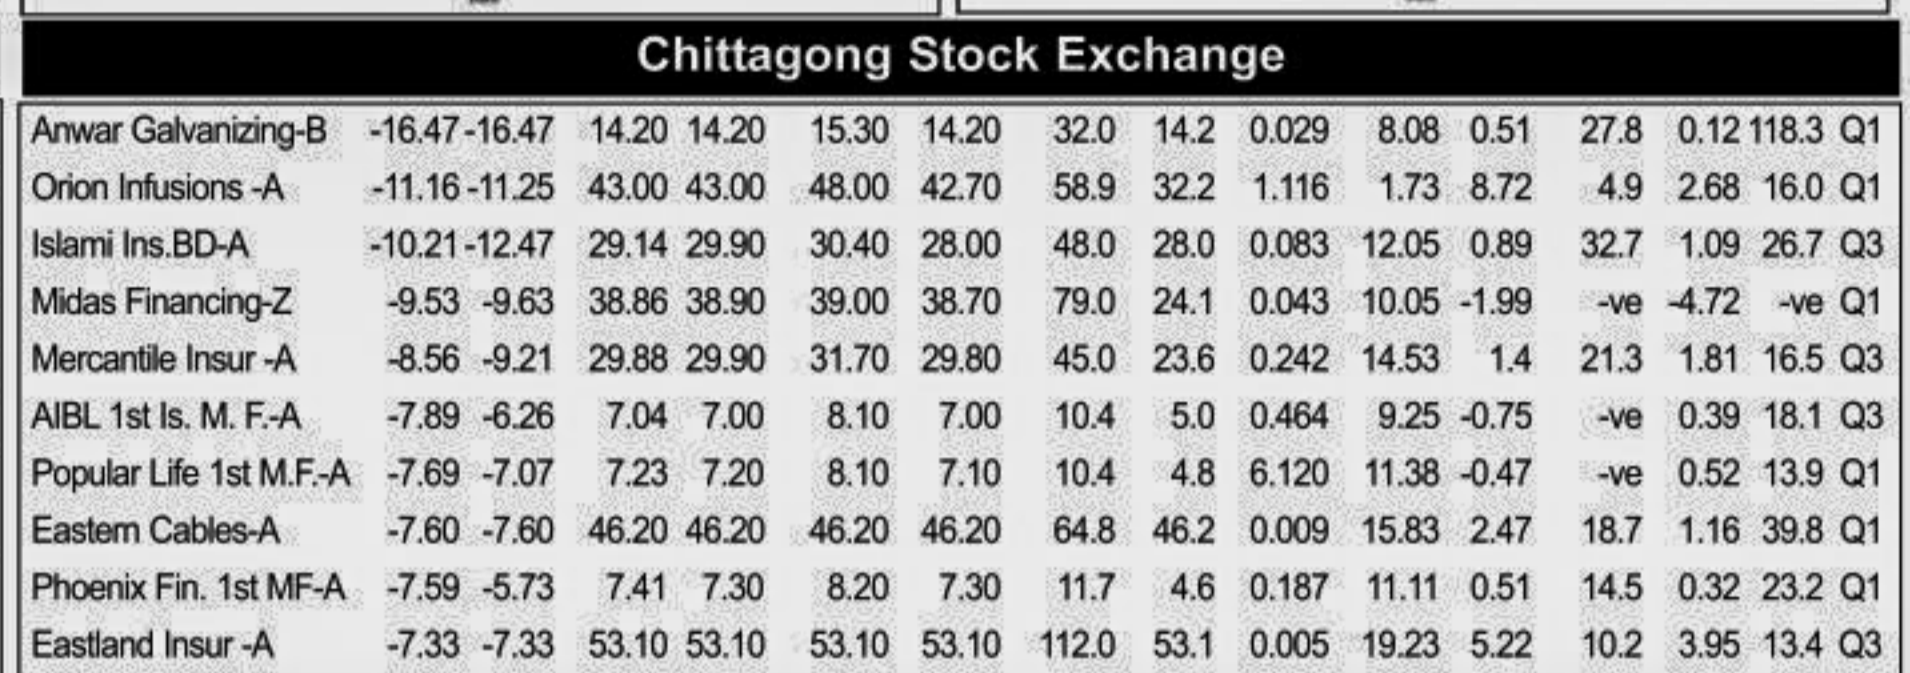 Chittagong Stock Exchange
Anwar Galvanizing-B -16.47 -16.47 14.20 14.20 15.30 14.20 32.0 14.2 0.029 8.08 0.51 27.8 0.12 118.3 Q1
Orion Infusions -A -11.16 -11.25 43.00 43.00 48.00 42.70 58.9 32.2 1.116 1.73 8.72 4.9 2.68 16.0 Q1
Islami Ins.BD-A -10.21 -12.47 29.14 29.90 30.40 28.00 48.0 28.0 0.083 12.05 0.89 32.7 1.09 26.7 Q3
Midas Financing-Z -9.53 -9.63 38.86 38.90 39.00 38.70 79.0 24.1 0.043 10.05 -1.99 -ve -4.72 -ve Q1
Mercantile Insur -A -8.56 -9.21 29.88 29.90 31.70 29.80 45.0 23.6 0.242 14.53 1.4 21.3 1.81 16.5 Q3
AIBL 1st Is. M. F.-A -7.89 -6.26 7.04 7.00 8.10 7.00 10.4 5.0 0.464 9.25 -0.75 -ve 0.39 18.1 Q3
Popular Life 1st M.F.-A -7.69 -7.07 7.23 7.20 8.10 7.10 10.4 4.8 6.120 11.38 -0.47 -ve 0.52 13.9 Q1
Eastern Cables-A -7.60 -7.60 46.20 46.20 46.20 46.20 64.8 46.2 0.009 15.83 2.47 18.7 1.16 39.8 Q1
Phoenix Fin. 1st MF-A -7.59 -5.73 7.41 7.30 8.20 7.30 11.7 4.6 0.187 11.11 0.51 14.5 0.32 23.2 Q1
Eastland Insur -A -7.33 -7.33 53.10 53.10 53.10 53.10 112.0 53.1 0.005 19.23 5.22 10.2 3.95 13.4 Q3